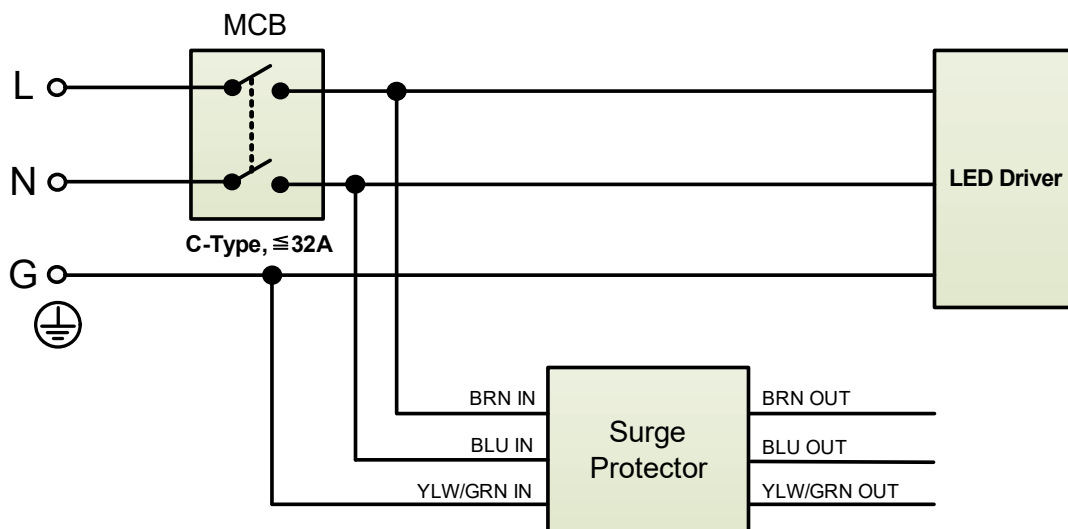 MCB
L
N
C-Type, ≦32A
G
LED Driver
BRN IN
BLU IN
YLW/GRN IN
Surge
Protector
BRN OUT
BLU OUT
YLW/GRN OUT